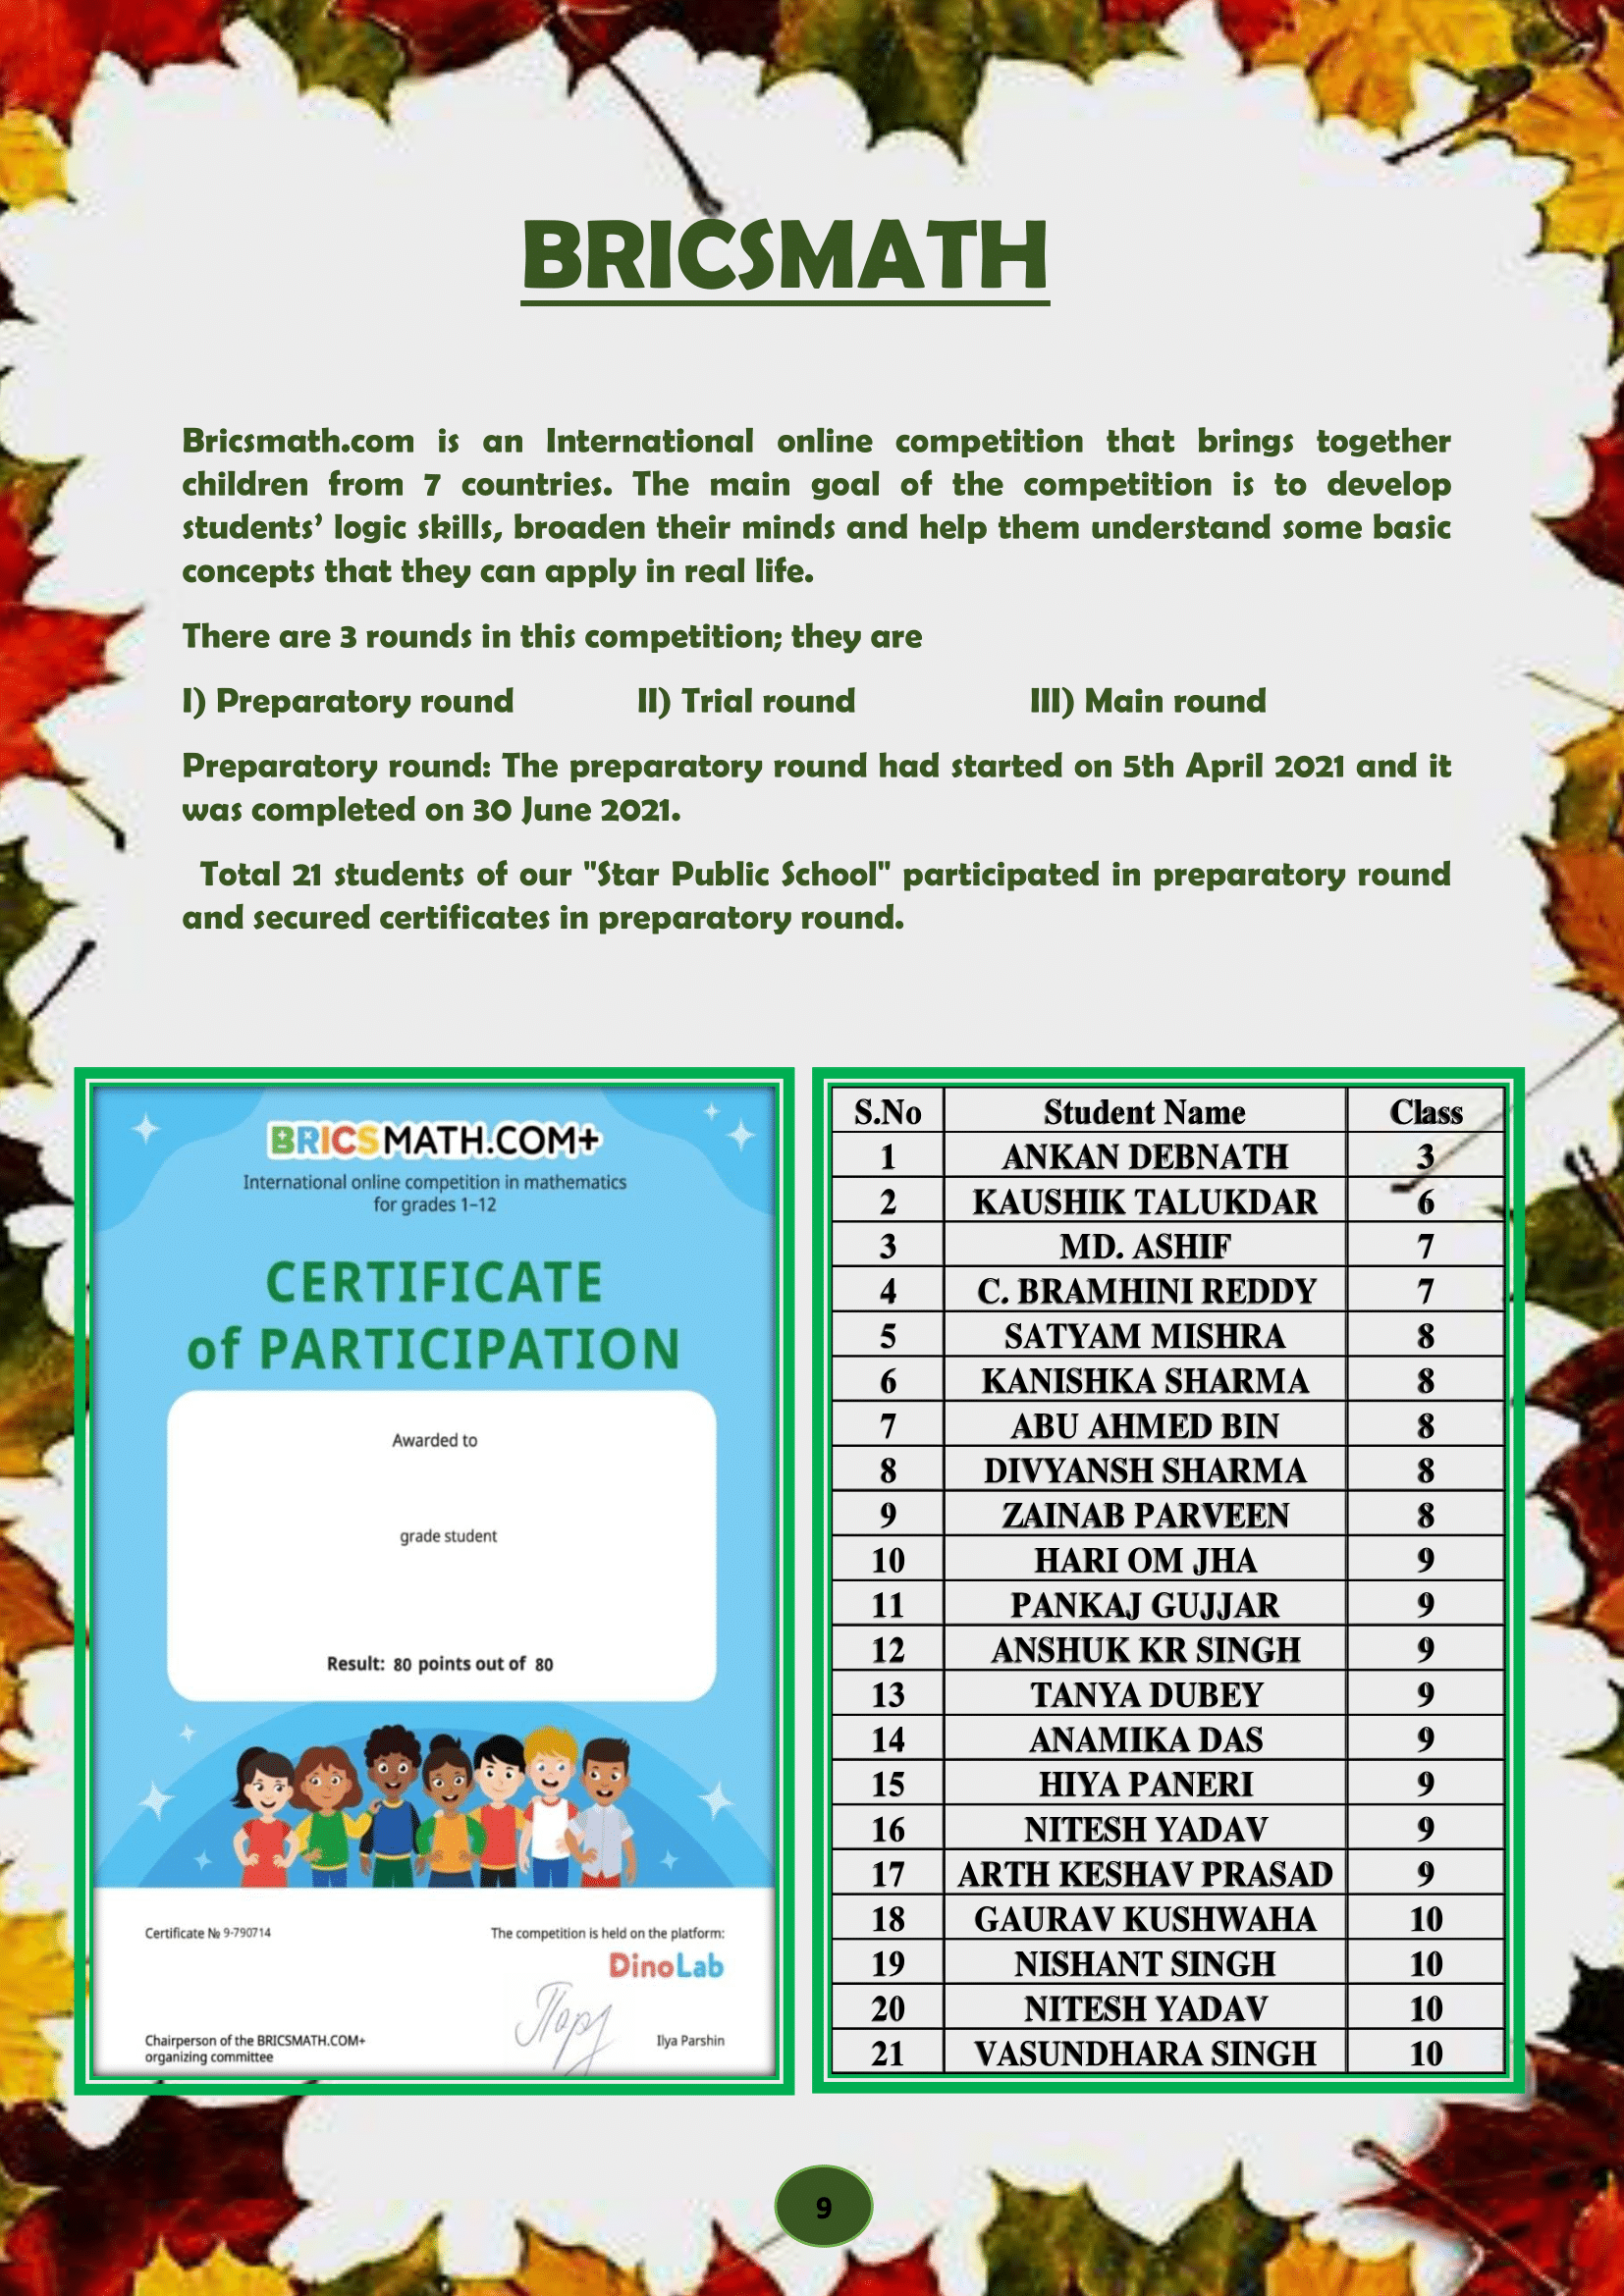 BRICSMATH
Bricsmath.com is an International online competition that brings together
children from 7 countries. The main goal of the competition is to develop
students’ logic skills, broaden their minds and help them understand some basic
concepts that they can apply in real life.
There are 3 rounds in this competition; they are
I) Preparatory round II) Trial round III) Main round
Preparatory round: The preparatory round had started on 5th April 2021 and it
was completed on 30 June 2021.
Total 21 students of our "Star Public School" participated in preparatory round
and secured certificates in preparatory round.
BRICSMATH.COM+
International online competition in mathematics
for grades 1–12
CERTIFICATE
of PARTICIPATION
Awarded to
grade student
Result: 80 points out of 80
Certificate № 9-790714
The competition is held on the platform:
DinoLab
Chairperson of the BRICSMATH.COM+
organizing committee
Ilya Parshin
S.No Student Name Class
1 ANKAN DEBNATH 3
2 KAUSHIK TALUKDAR 6
3 MD. ASHIF 7
4 C. BRAMHINI REDDY 7
5 SATYAM MISHRA 8
6 KANISHKA SHARMA 8
7 ABU AHMED BIN 8
8 DIVYANSH SHARMA 8
9 ZAINAB PARVEEN 8
10 HARI OM JHA 9
11 PANKAJ GUJJAR 9
12 ANSHUK KR SINGH 9
13 TANYA DUBEY 9
14 ANAMIKA DAS 9
15 HIYA PANERI 9
16 NITESH YADAV 9
17 ARTH KESHAV PRASAD 9
18 GAURAV KUSHWAHA 10
19 NISHANT SINGH 10
20 NITESH YADAV 10
21 VASUNDHARA SINGH 10
9